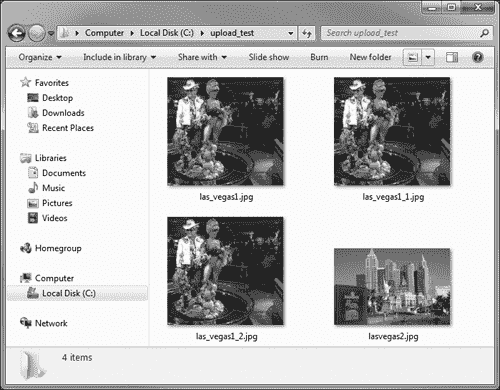 Computer ▸ Local Disk (C:) ▸ upload_test
Search upload_test
Organize ▾ Include in library ▾ Share with ▾ Slide show Burn New folder
Favorites
Desktop
Downloads
Recent Places
Libraries
Documents
Music
Pictures
Videos
Homegroup
Computer
Local Disk (C:)
Network
las_vegas1.jpg
las_vegas1_1.jpg
las_vegas1_2.jpg
lasvegas2.jpg
4 items